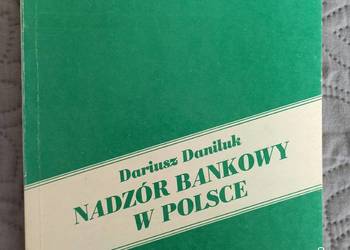 Dariusz Daniluk
NADZÓR BANKOWY
W POLSCE